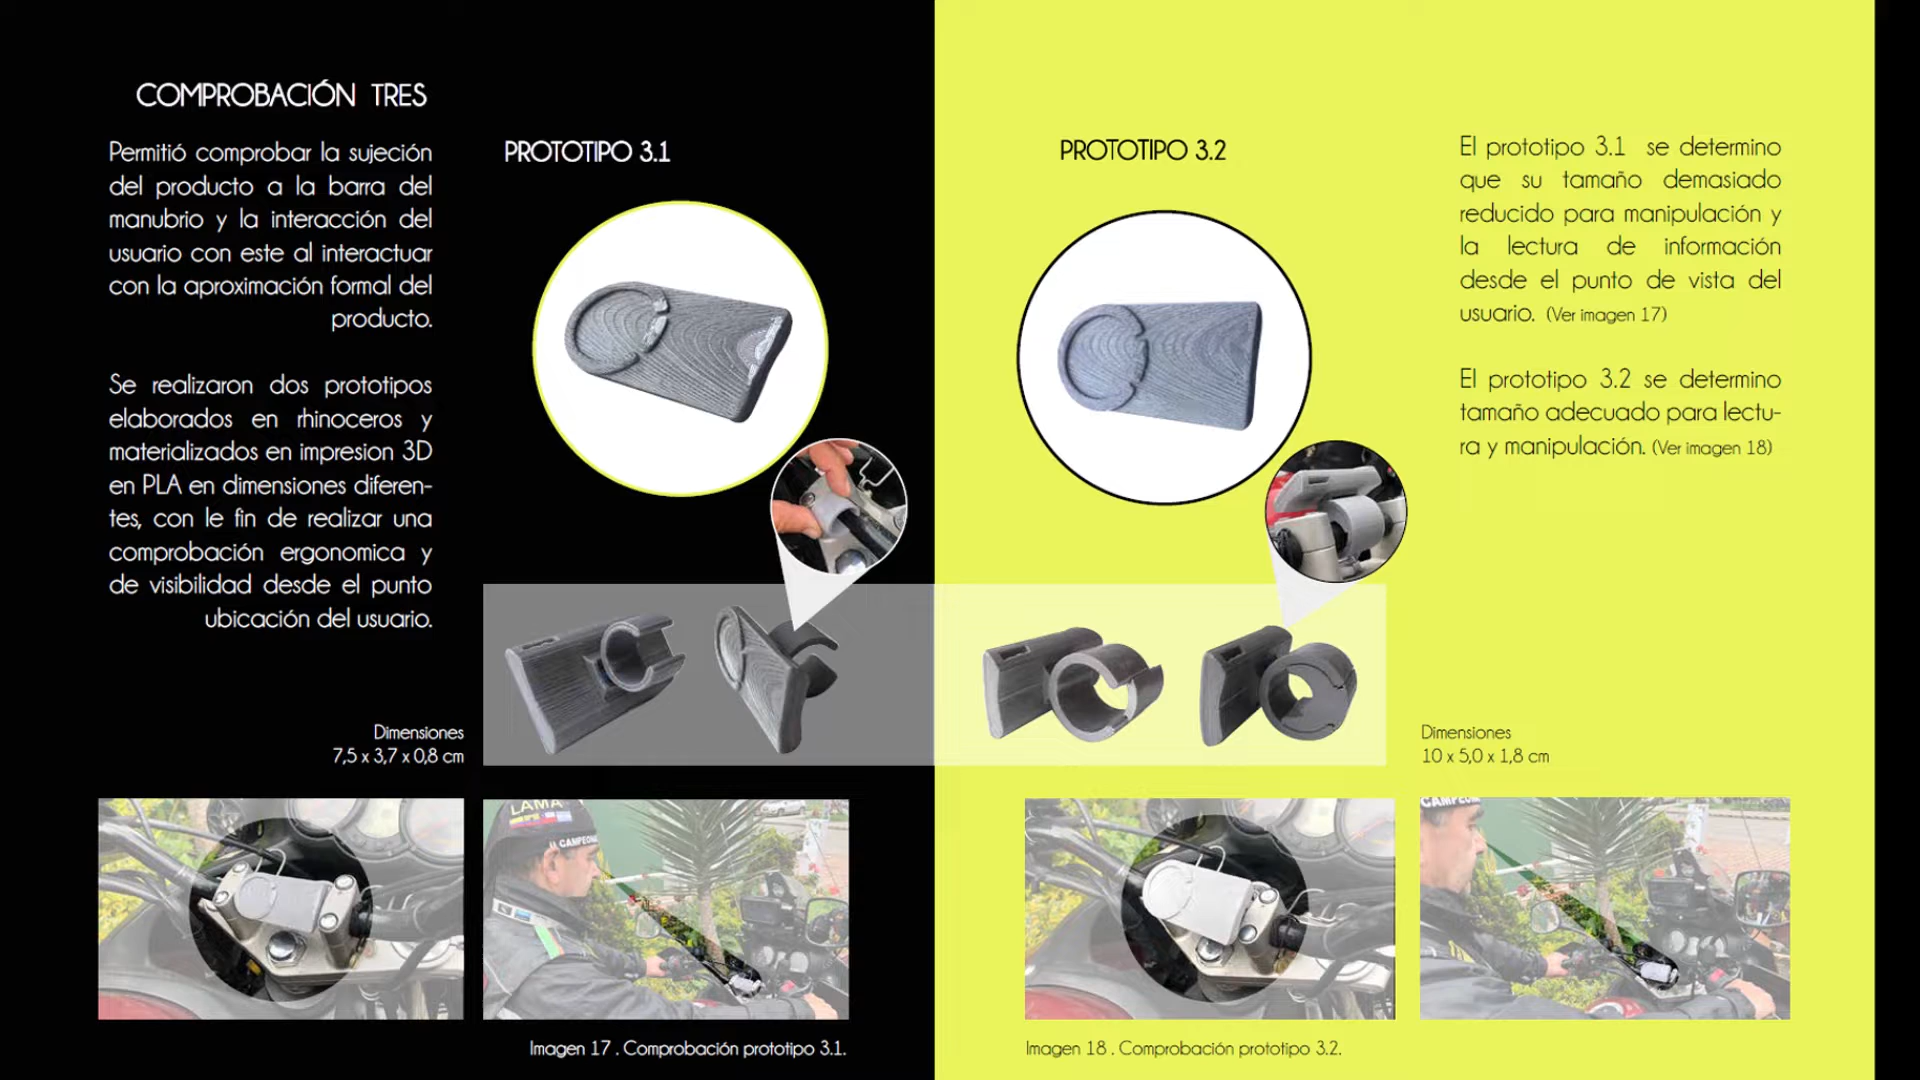 COMPROBACIÓN TRES
Permitió comprobar la sujeción
del producto a la barra del
manubrio y la interacción del
usuario con este al interactuar
con la aproximación formal del
producto.
Se realizaron dos prototipos
elaborados en rhinoceros y
materializados en impresion 3D
en PLA en dimensiones diferen-
tes, con le fin de realizar una
comprobación ergonomica y
de visibilidad desde el punto
ubicación del usuario.
PROTOTIPO 3.1
Dimensiones
7,5 x 3,7 x 0,8 cm
LAMA
CAMPEON
Imagen 17 . Comprobación prototipo 3.1.
PROTOTIPO 3.2
El prototipo 3.1 se determino
que su tamaño demasiado
reducido para manipulación y
la lectura de información
desde el punto de vista del
usuario. (Ver imagen 17)
El prototipo 3.2 se determino
tamaño adecuado para lectu-
ra y manipulación. (Ver imagen 18)
Dimensiones
10 x 5,0 x 1,8 cm
CAMPEON
Imagen 18 . Comprobación prototipo 3.2.